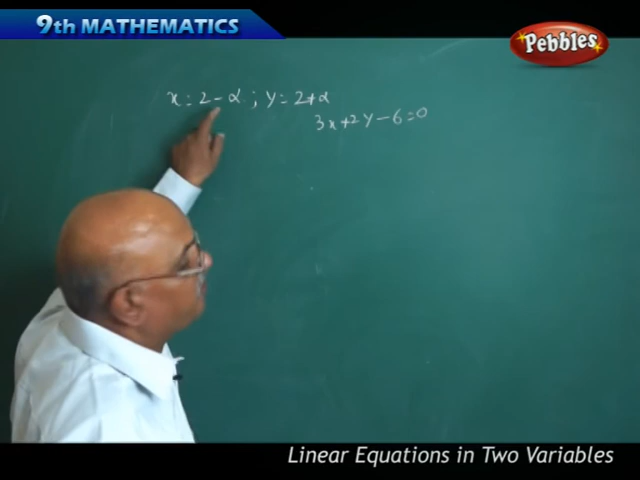 9th MATHEMATICS
Pebbles
x = 2 - α ; y = 2 + α
3x + 2y - 6 = 0
Linear Equations in Two Variables